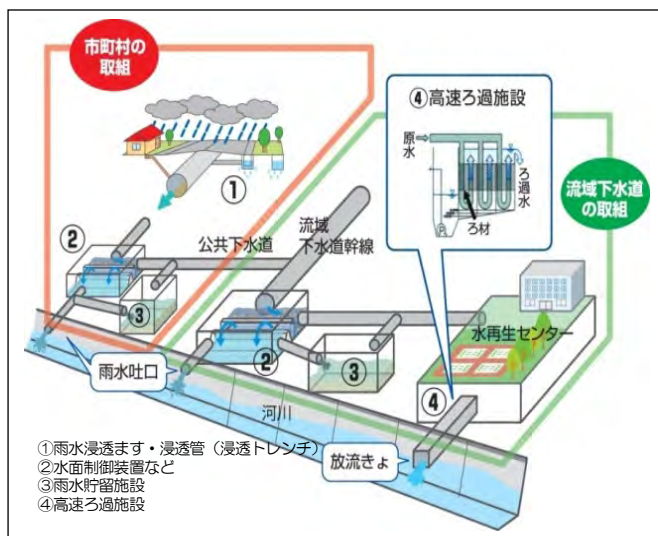 市町村の
取組
④高速ろ過施設
原水
ろ過水
ろ材
P
流域下水道
の取組
①
②
公共下水道
流域
下水道幹線
③
②
③
水再生センター
④
雨水吐口
河川
放流きょ
①雨水浸透ます・浸透管（浸透トレンチ）
②水面制御装置など
③雨水貯留施設
④高速ろ過施設